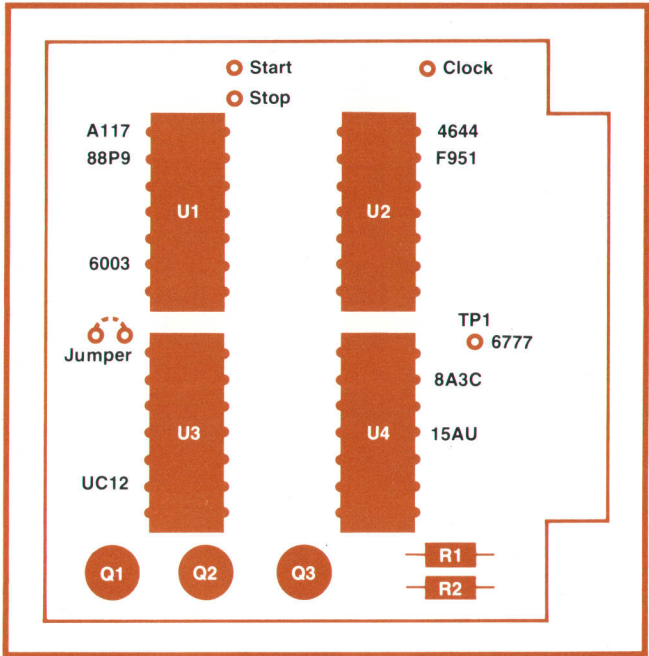 Start
Clock
Stop
A117
4644
88P9
F951
U1
U2
6003
TP1
6777
Jumper
8A3C
U3
U4
15AU
UC12
R1
Q1
Q2
Q3
R2